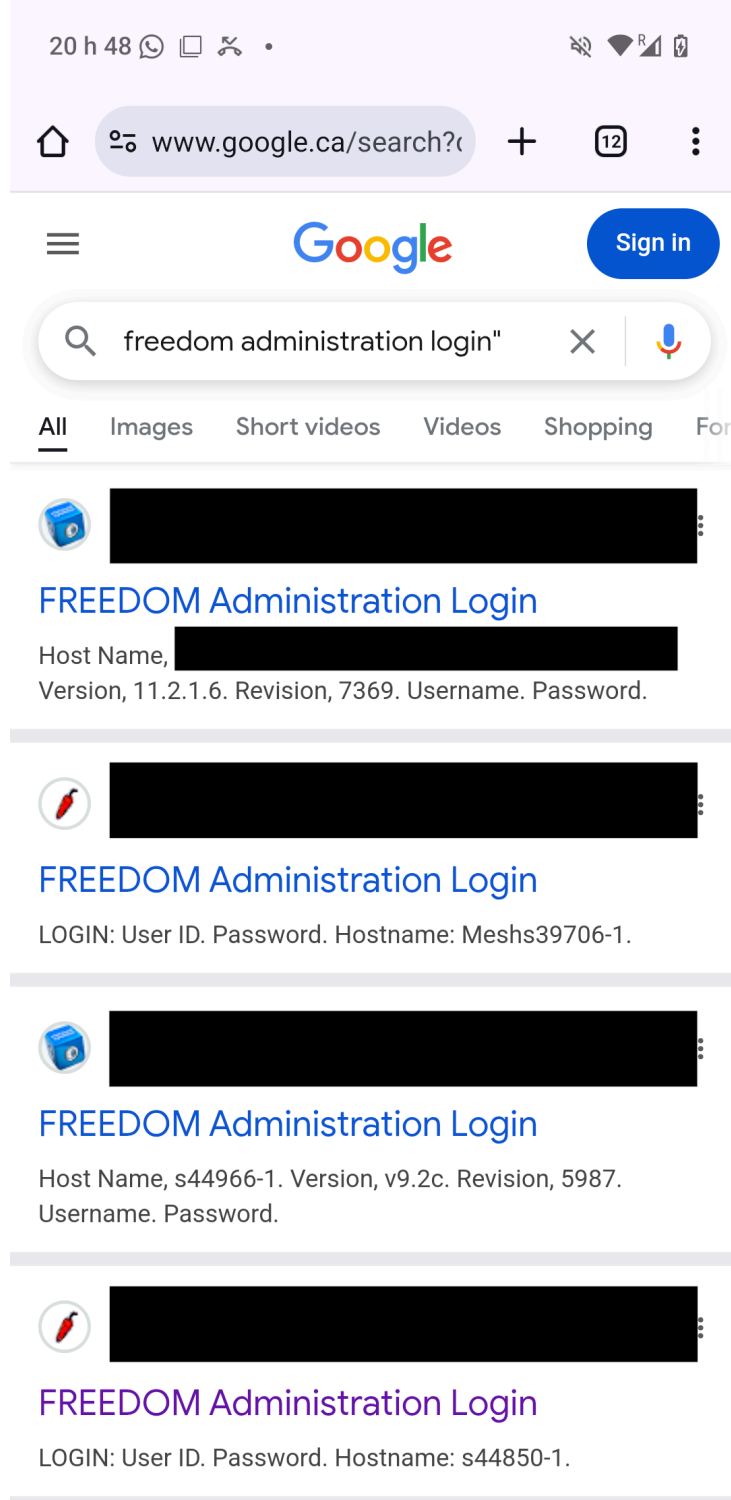 20 h 48
R
www.google.ca/search?
12
Google
Sign in
freedom administration login"
All Images Short videos Videos Shopping For
FREEDOM Administration Login
Host Name,
Version, 11.2.1.6. Revision, 7369. Username. Password.
FREEDOM Administration Login
LOGIN: User ID. Password. Hostname: Meshs39706-1.
FREEDOM Administration Login
Host Name, s44966-1. Version, v9.2c. Revision, 5987.
Username. Password.
FREEDOM Administration Login
LOGIN: User ID. Password. Hostname: s44850-1.